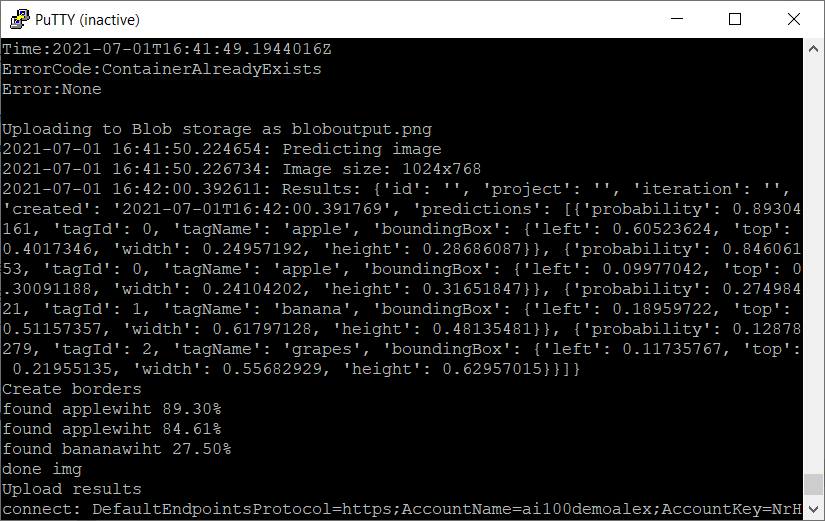 PuTTY (inactive)
Time:2021-07-01T16:41:49.1944016Z
ErrorCode:ContainerAlreadyExists
Error:None
Uploading to Blob storage as bloboutput.png
2021-07-01 16:41:50.224654: Predicting image
2021-07-01 16:41:50.226734: Image size: 1024x768
2021-07-01 16:42:00.392611: Results: {'id': '', 'project': '', 'iteration': '',
'created': '2021-07-01T16:42:00.391769', 'predictions': [{'probability': 0.89304
161, 'tagId': 0, 'tagName': 'apple', 'boundingBox': {'left': 0.60523624, 'top':
0.4017346, 'width': 0.24957192, 'height': 0.28686087}}, {'probability': 0.846061
53, 'tagId': 0, 'tagName': 'apple', 'boundingBox': {'left': 0.09977042, 'top': 0
.30091188, 'width': 0.24104202, 'height': 0.31651847}}, {'probability': 0.274984
21, 'tagId': 1, 'tagName': 'banana', 'boundingBox': {'left': 0.18959722, 'top':
0.51157357, 'width': 0.61797128, 'height': 0.48135481}}, {'probability': 0.12878
279, 'tagId': 2, 'tagName': 'grapes', 'boundingBox': {'left': 0.11735767, 'top':
0.21955135, 'width': 0.55682929, 'height': 0.62957015}}]}
Create borders
found applewiht 89.30%
found applewiht 84.61%
found bananawiht 27.50%
done img
Upload results
connect: DefaultEndpointsProtocol=https;AccountName=ai100demoalex;AccountKey=NrH